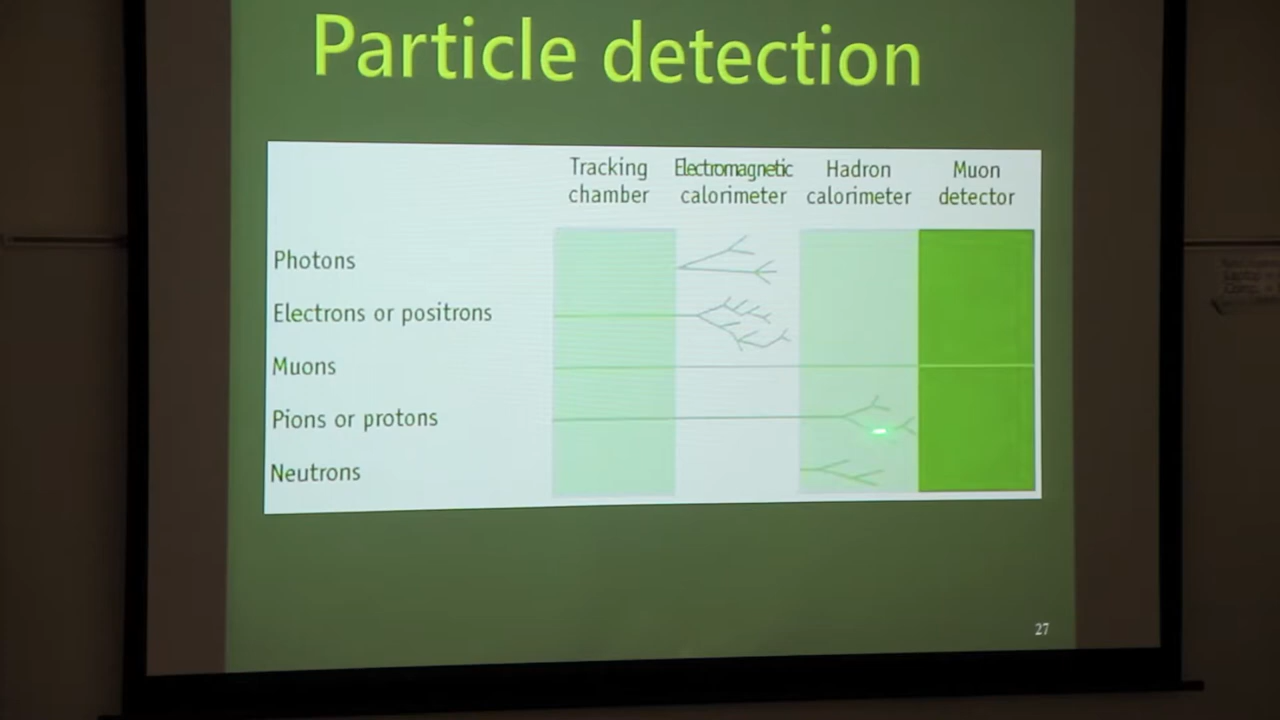 Particle detection
Tracking chamber
Electromagnetic calorimeter
Hadron calorimeter
Muon detector
Photons
Electrons or positrons
Muons
Pions or protons
Neutrons
27